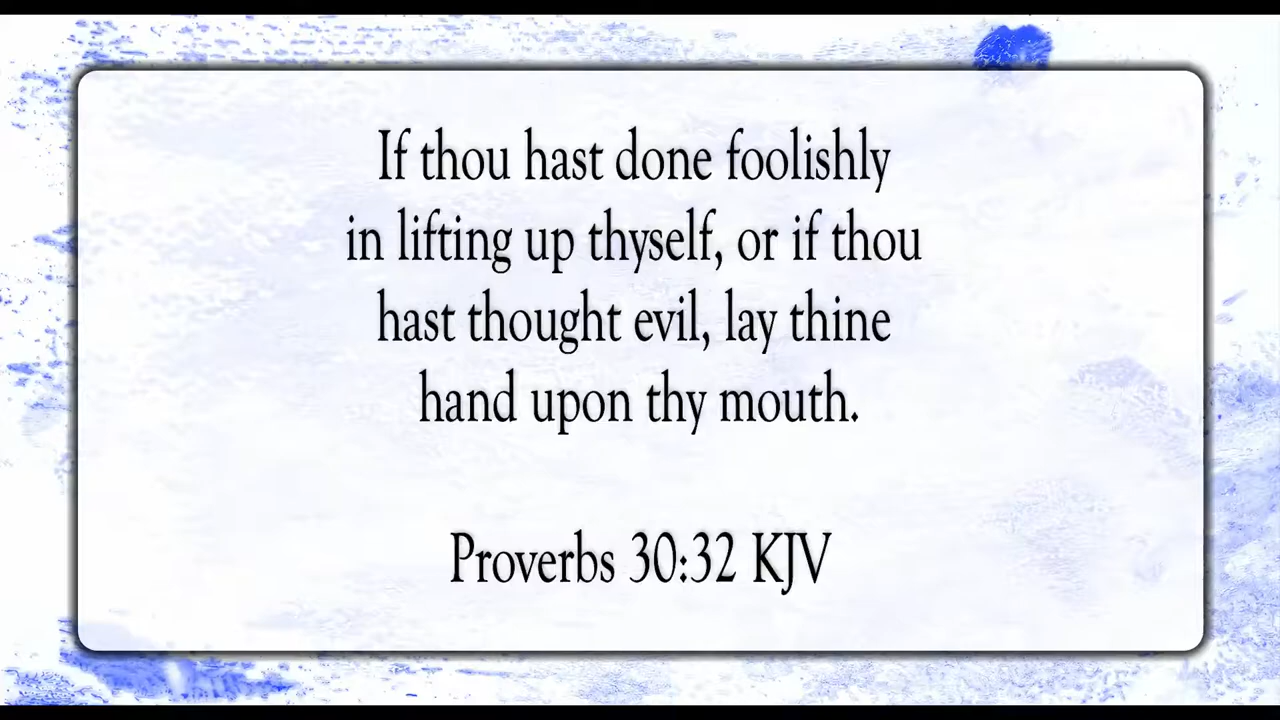 If thou hast done foolishly
in lifting up thyself, or if thou
hast thought evil, lay thine
hand upon thy mouth.
Proverbs 30:32 KJV